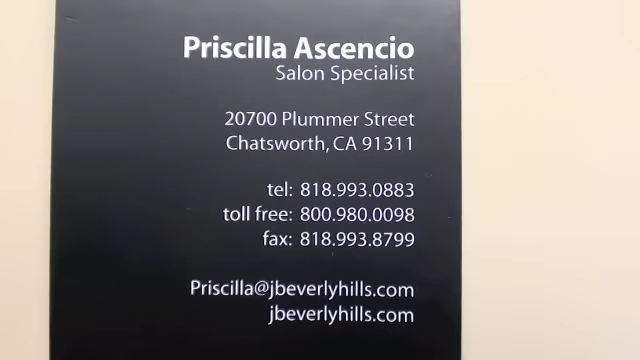 Priscilla Ascencio
Salon Specialist
20700 Plummer Street
Chatsworth, CA 91311
tel: 818.993.0883
toll free: 800.980.0098
fax: 818.993.8799
Priscilla@jbeverlyhills.com
jbeverlyhills.com